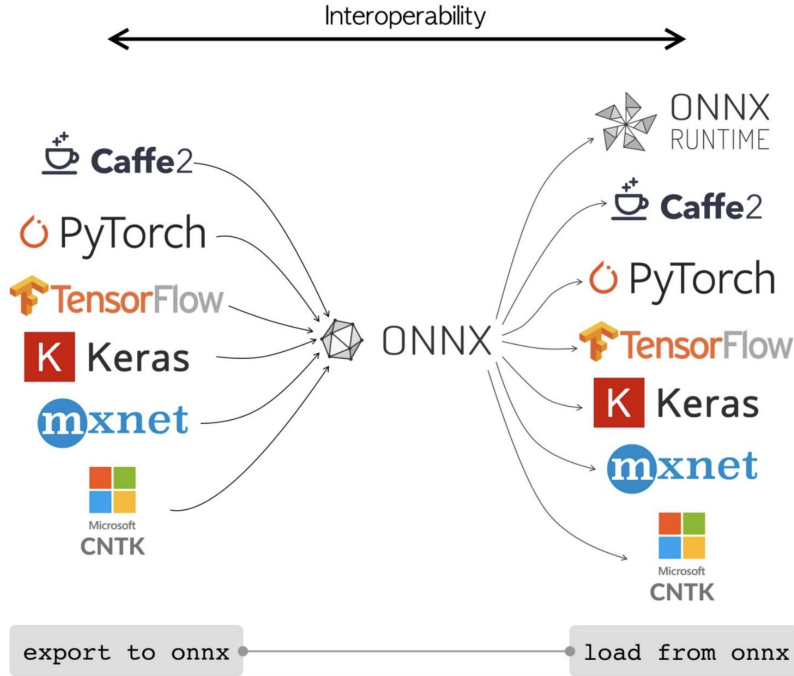 Interoperability
Caffe2
PyTorch
TensorFlow
K Keras
mxnet
Microsoft
CNTK
ONNX
ONNX
RUNTIME
Caffe2
PyTorch
TensorFlow
K Keras
mxnet
Microsoft
CNTK
export to onnx
load from onnx